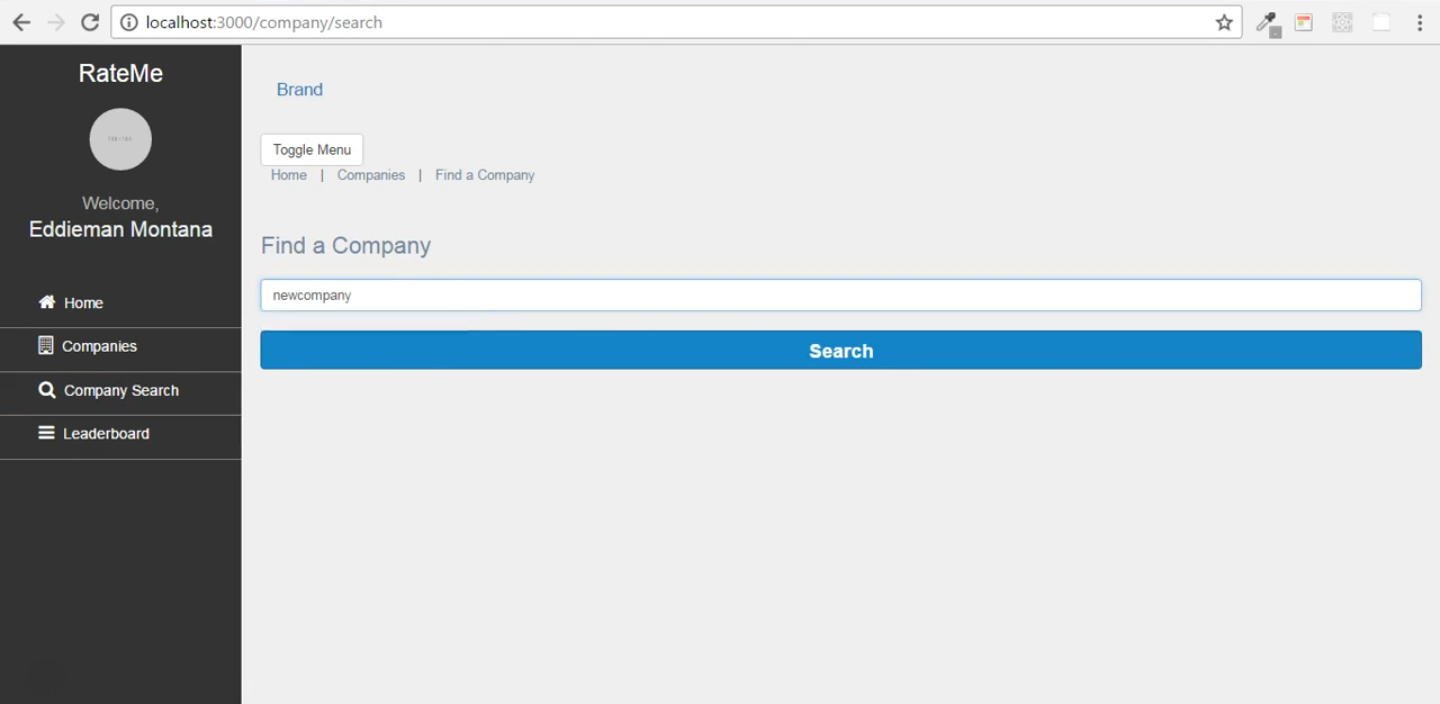 localhost:3000/company/search
RateMe
Welcome,
Eddieman Montana
Home
Companies
Company Search
Leaderboard
Brand
Toggle Menu
Home | Companies | Find a Company
Find a Company
newcompany
Search